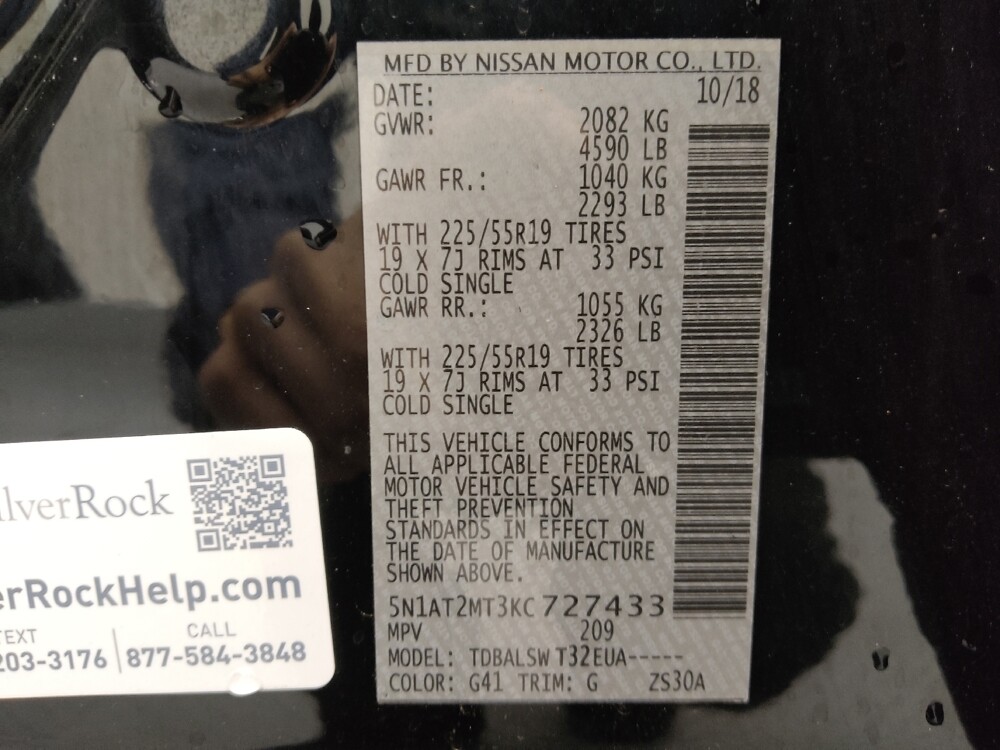 MFD BY NISSAN MOTOR CO., LTD.
DATE: 10/18
GVWR: 2082 KG
4590 LB
GAWR FR.: 1040 KG
2293 LB
WITH 225/55R19 TIRES
19 X 7J RIMS AT 33 PSI
COLD SINGLE
GAWR RR.: 1055 KG
2326 LB
WITH 225/55R19 TIRES
19 X 7J RIMS AT 33 PSI
COLD SINGLE
THIS VEHICLE CONFORMS TO
ALL APPLICABLE FEDERAL
MOTOR VEHICLE SAFETY AND
THEFT PREVENTION
STANDARDS IN EFFECT ON
THE DATE OF MANUFACTURE
SHOWN ABOVE.
5N1AT2MT3KC727433
MPV 209
MODEL: TDBALSW T32EUA-----
COLOR: G41 TRIM: G ZS30A
ilverRock
erRockHelp.com
TEXT CALL
203-3176 | 877-584-3848